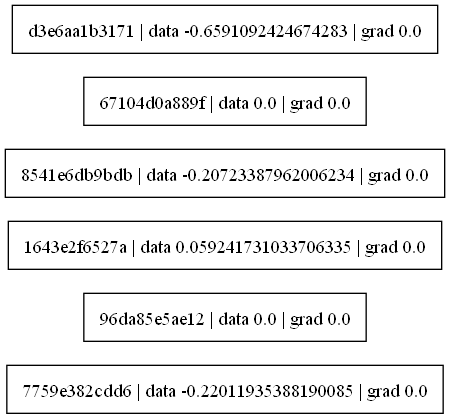 d3e6aa1b3171 | data -0.6591092424674283 | grad 0.0
67104d0a889f | data 0.0 | grad 0.0
8541e6db9bdb | data -0.20723387962006234 | grad 0.0
1643e2f6527a | data 0.059241731033706335 | grad 0.0
96da85e5ae12 | data 0.0 | grad 0.0
7759e382cdd6 | data -0.22011935388190085 | grad 0.0